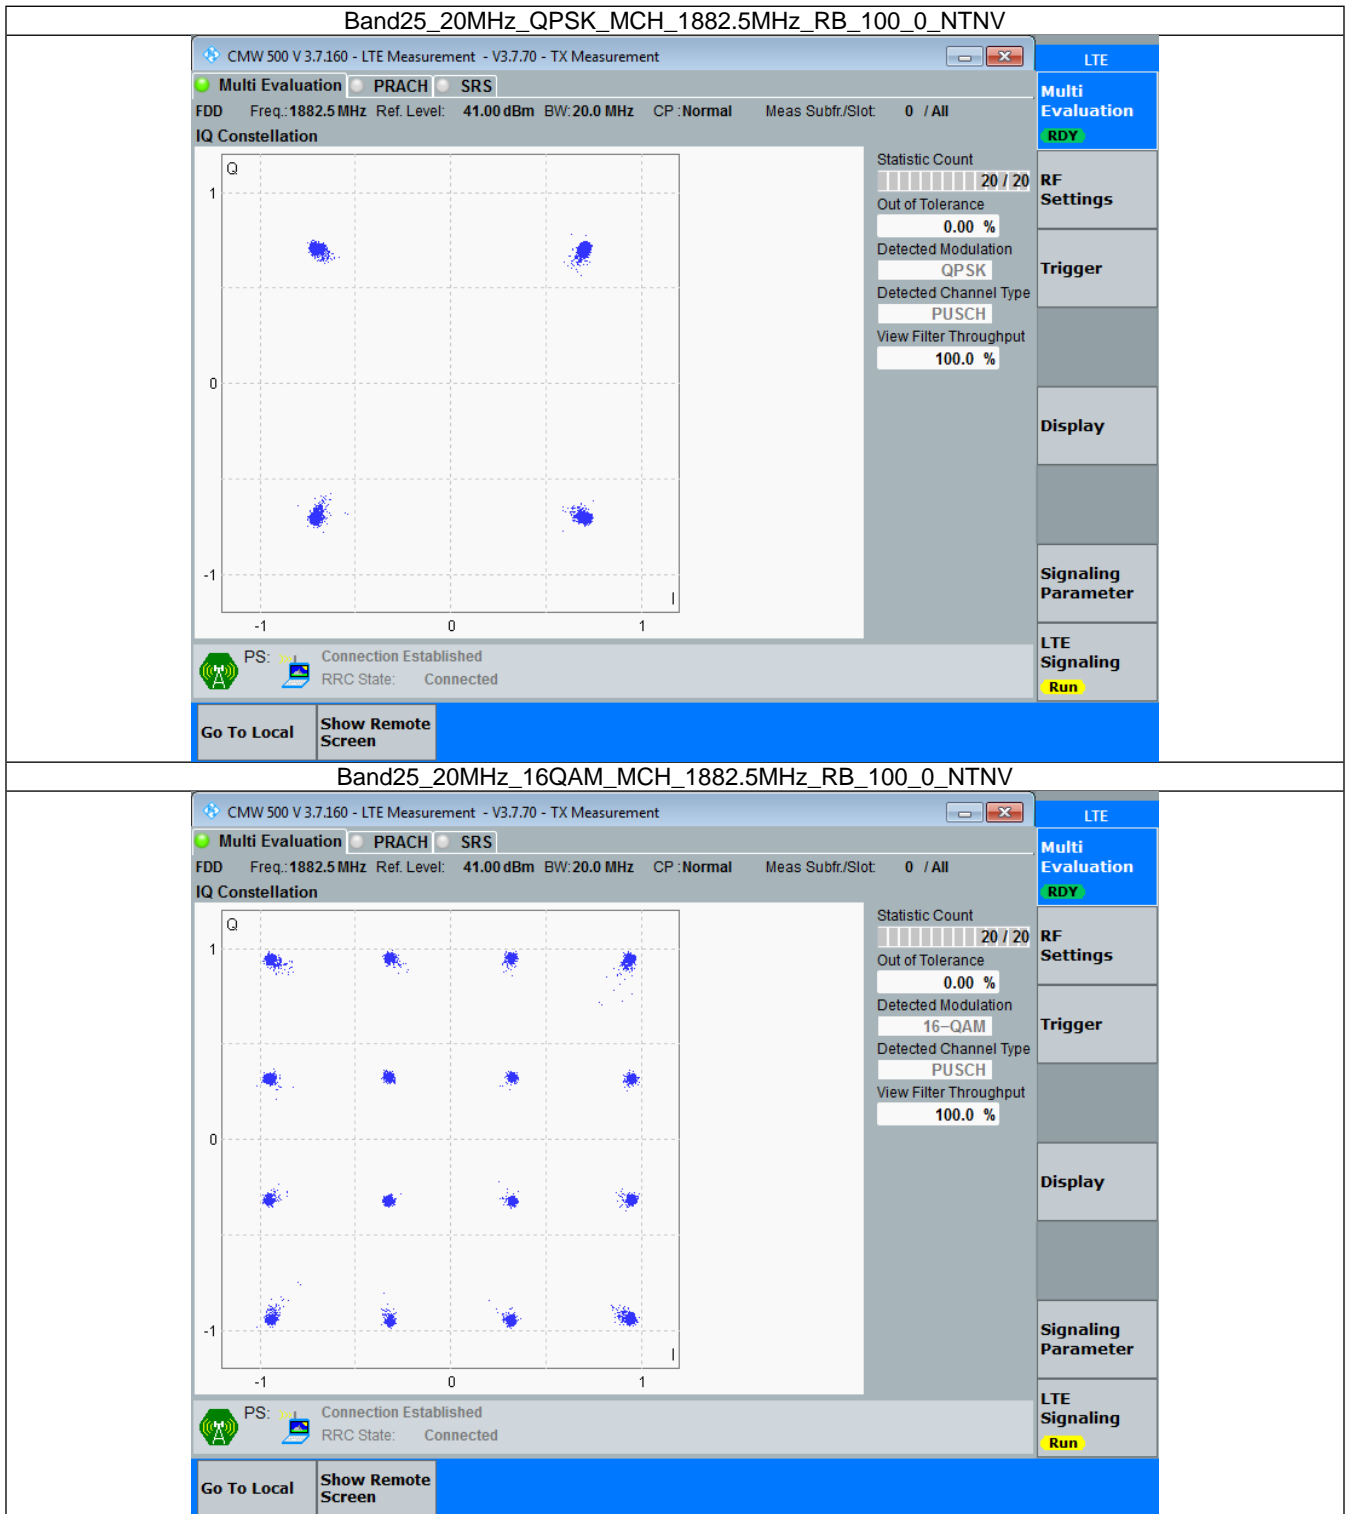 Band25_20MHz_QPSK_MCH_1882.5MHz_RB_100_0_NTNV
CMW 500 V 3.7.160 - LTE Measurement - V3.7.70 - TX Measurement
LTE
Multi Evaluation PRACH SRS
Multi
Evaluation
RDY
FDD Freq.:1882.5 MHz Ref. Level: 41.00 dBm BW:20.0 MHz CP :Normal Meas Subfr./Slot: 0 / All
IQ Constellation
Q
1
0
-1
-1 0 1
I
Statistic Count
20 / 20
Out of Tolerance
0.00 %
Detected Modulation
QPSK
Detected Channel Type
PUSCH
View Filter Throughput
100.0 %
RF
Settings
Trigger
Display
Signaling
Parameter
LTE
Signaling
Run
PS: Connection Established
RRC State: Connected
Go To Local
Show Remote
Screen
Band25_20MHz_16QAM_MCH_1882.5MHz_RB_100_0_NTNV
CMW 500 V 3.7.160 - LTE Measurement - V3.7.70 - TX Measurement
LTE
Multi Evaluation PRACH SRS
Multi
Evaluation
RDY
FDD Freq.:1882.5 MHz Ref. Level: 41.00 dBm BW:20.0 MHz CP :Normal Meas Subfr./Slot: 0 / All
IQ Constellation
Q
1
0
-1
-1 0 1
I
Statistic Count
20 / 20
Out of Tolerance
0.00 %
Detected Modulation
16-QAM
Detected Channel Type
PUSCH
View Filter Throughput
100.0 %
RF
Settings
Trigger
Display
Signaling
Parameter
LTE
Signaling
Run
PS: Connection Established
RRC State: Connected
Go To Local
Show Remote
Screen